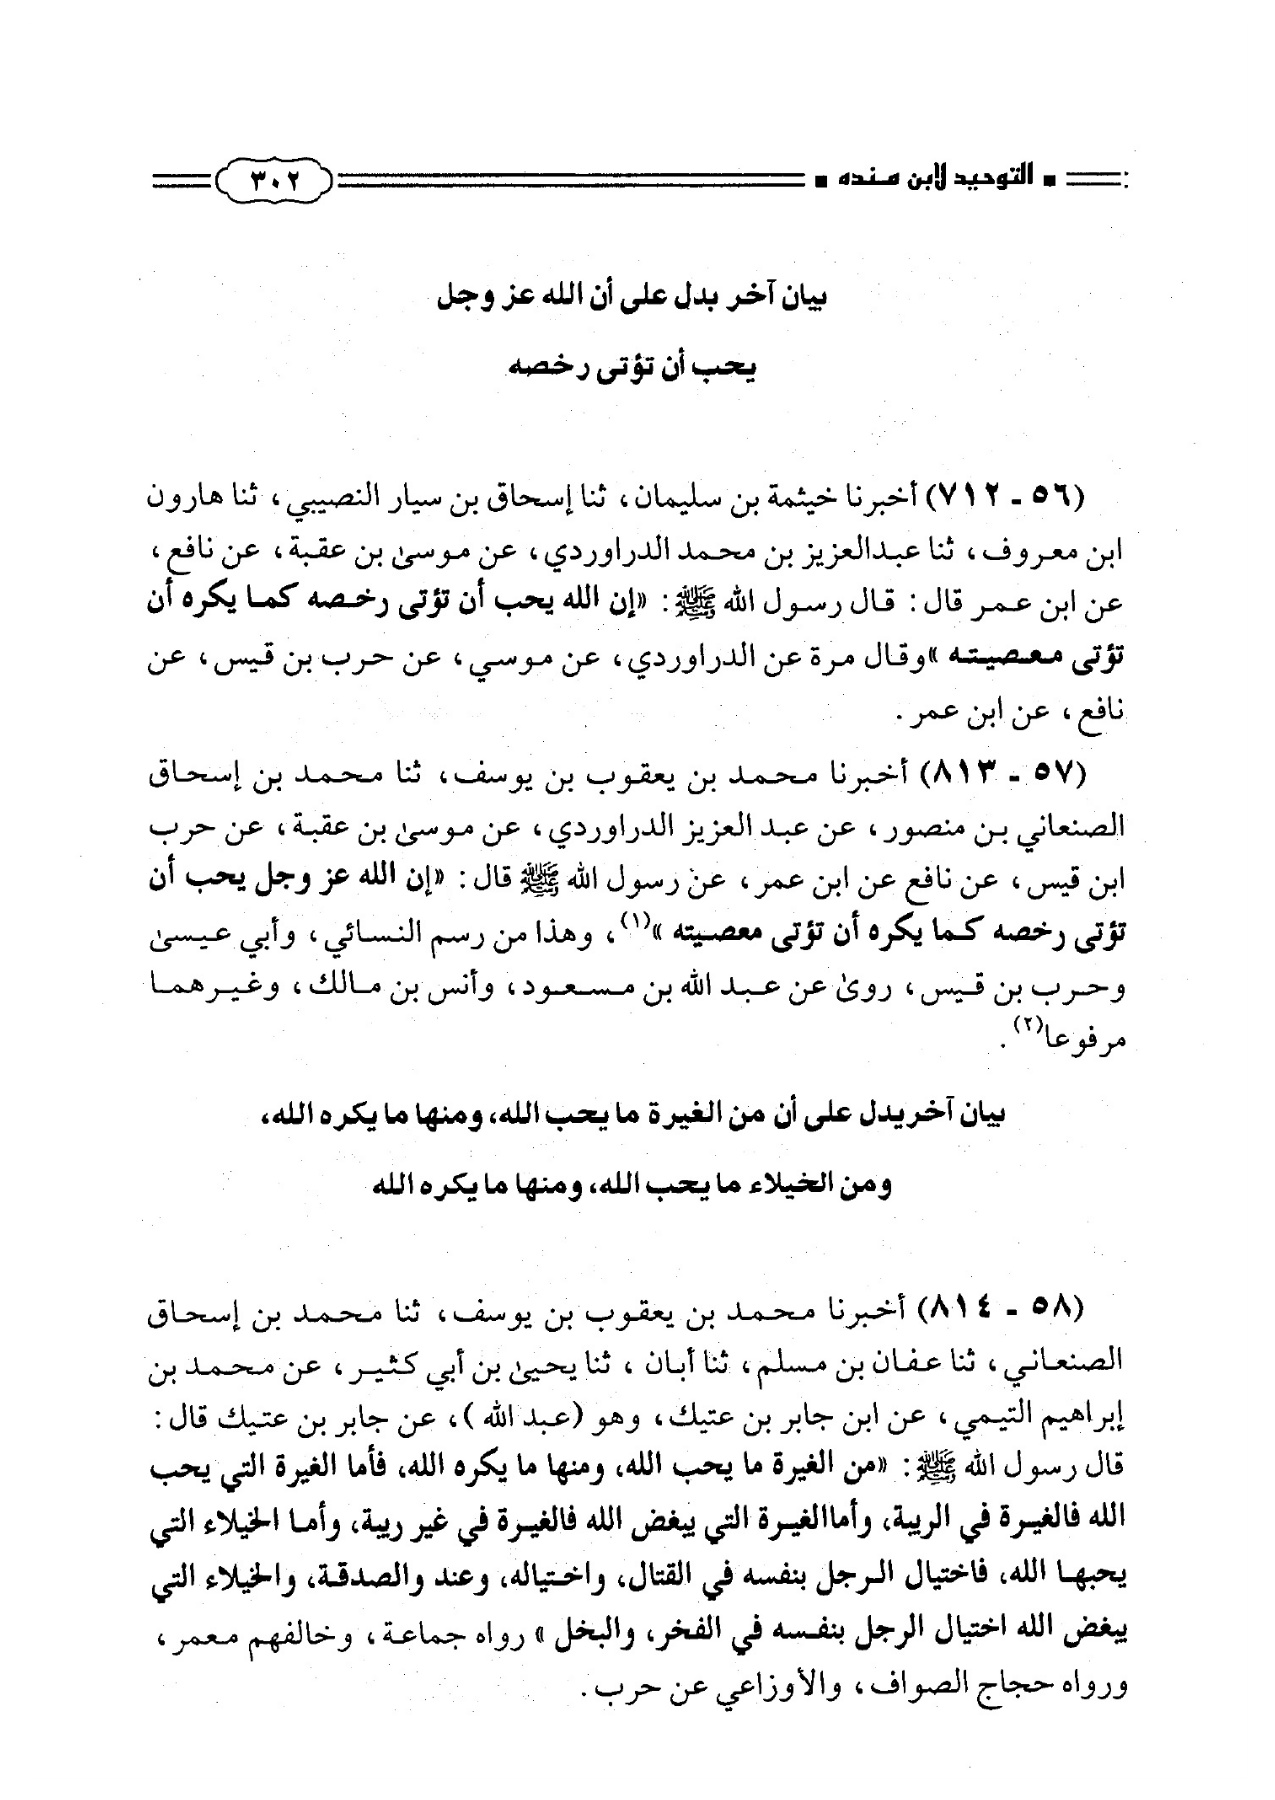 ■ التوحيد لابن منده ■ ٣٠٢
بيان آخر بدل على أن الله عز وجل
يحب أن تؤتى رخصه
(٥٦ - ٧١٢) أخبرنا خيثمة بن سليمان، ثنا إسحاق بن سيار النصيبي، ثنا هارون
ابن معروف، ثنا عبدالعزيز بن محمد الدراوردي، عن موسىٰ بن عقبة، عن نافع،
عن ابن عمر قال: قال رسول الله ﷺ: «إن الله يحب أن تؤتى رخصه كما يكره أن
تؤتى معصيته» وقال مرة عن الدراوردي، عن موسي، عن حرب بن قيس، عن
نافع، عن ابن عمر.
(٥٧ - ٨١٣) أخبرنا محمد بن يعقوب بن يوسف، ثنا محمد بن إسحاق
الصنعاني بن منصور، عن عبد العزيز الدراوردي، عن موسىٰ بن عقبة، عن حرب
ابن قيس، عن نافع عن ابن عمر، عن رسول الله ﷺ قال: «إن الله عز وجل يحب أن
تؤتى رخصه كما يكره أن تؤتى معصيته»(١)، وهذا من رسم النسائي، وأبي عيسىٰ
وحرب بن قيس، روىٰ عن عبد الله بن مسعود، وأنس بن مالك، وغيرهما
مرفوعا(٢).
بيان آخر يدل على أن من الغيرة ما يحب الله، ومنها ما يكره الله،
ومن الخيلاء ما يحب الله، ومنها ما يكره الله
(٥٨ - ٨١٤) أخبرنا محمد بن يعقوب بن يوسف، ثنا محمد بن إسحاق
الصنعاني، ثنا عفان بن مسلم، ثنا أبان، ثنا يحيىٰ بن أبي كثير، عن محمد بن
إبراهيم التيمي، عن ابن جابر بن عتيك، وهو (عبد الله)، عن جابر بن عتيك قال:
قال رسول الله ﷺ: «من الغيرة ما يحب الله، ومنها ما يكره الله، فأما الغيرة التي يحب
الله فالغيرة في الريبة، وأماالغيرة التي يبغض الله فالغيرة في غير ريبة، وأما الخيلاء التي
يحبها الله، فاختيال الرجل بنفسه في القتال، واختياله، وعند والصدقة، والخيلاء التي
يبغض الله اختيال الرجل بنفسه في الفخر، والبخل» رواه جماعة، وخالفهم معمر،
ورواه حجاج الصواف، والأوزاعي عن حرب.